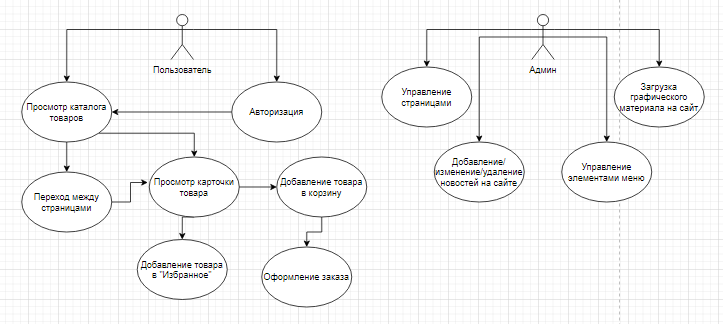 Пользователь
Админ
Просмотр каталога
товаров
Авторизация
Управление
страницами
Загрузка
графического
материала на сайт
Переход между
страницами
Просмотр карточки
товара
Добавление товара
в корзину
Добавление/
изменение/удаление
новостей на сайте
Управление
элементами меню
Добавление товара
в "Избранное"
Оформление заказа